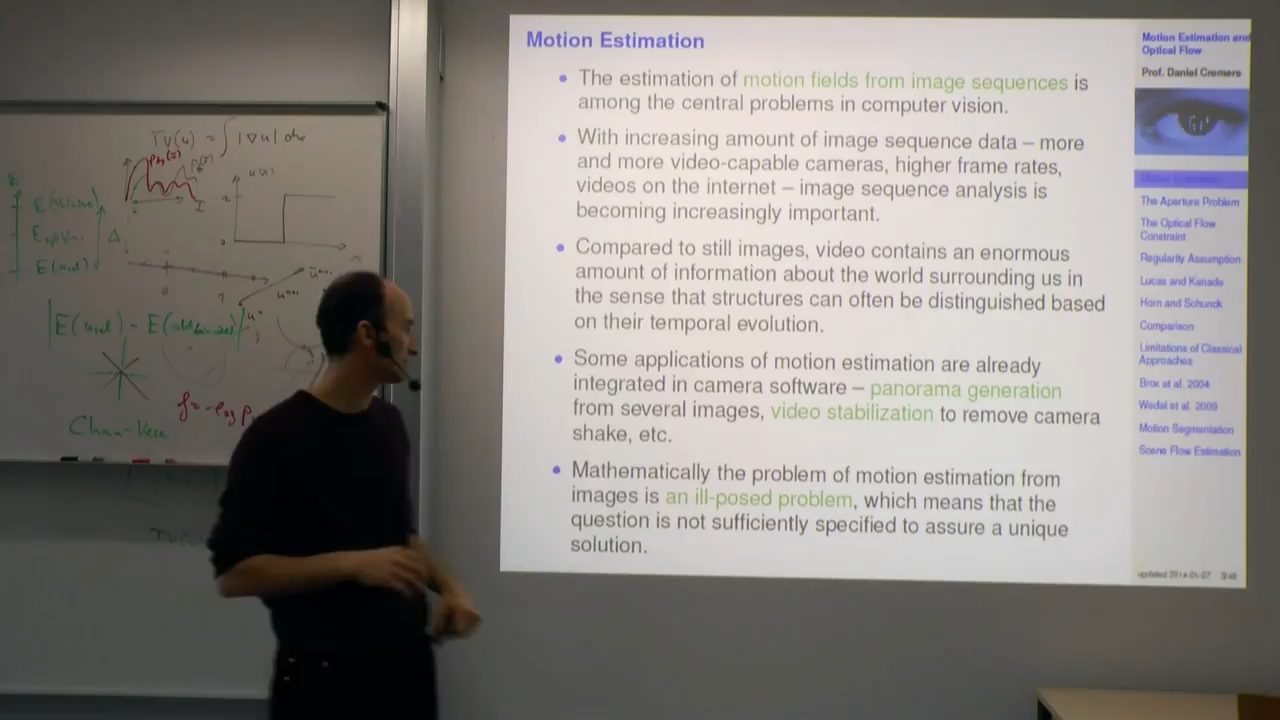 Motion Estimation
• The estimation of motion fields from image sequences is
among the central problems in computer vision.
• With increasing amount of image sequence data – more
and more video-capable cameras, higher frame rates,
videos on the internet – image sequence analysis is
becoming increasingly important.
• Compared to still images, video contains an enormous
amount of information about the world surrounding us in
the sense that structures can often be distinguished based
on their temporal evolution.
• Some applications of motion estimation are already
integrated in camera software – panorama generation
from several images, video stabilization to remove camera
shake, etc.
• Mathematically the problem of motion estimation from
images is an ill-posed problem, which means that the
question is not sufficiently specified to assure a unique
solution.
Motion Estimation and
Optical Flow
Prof. Daniel Cremers
The Aperture Problem
The Optical Flow
Constraint
Regularity Assumption
Lucas and Kanade
Horn and Schunck
Comparison
Limitations of Classical
Approaches
Brox et al. 2004
Wedel et al. 2009
Motion Segmentation
Scene Flow Estimation
updated 2014-01-07 3/48
TV(u) = ∫ |∇u| dx
u(x)
Δ
Chan-Vese